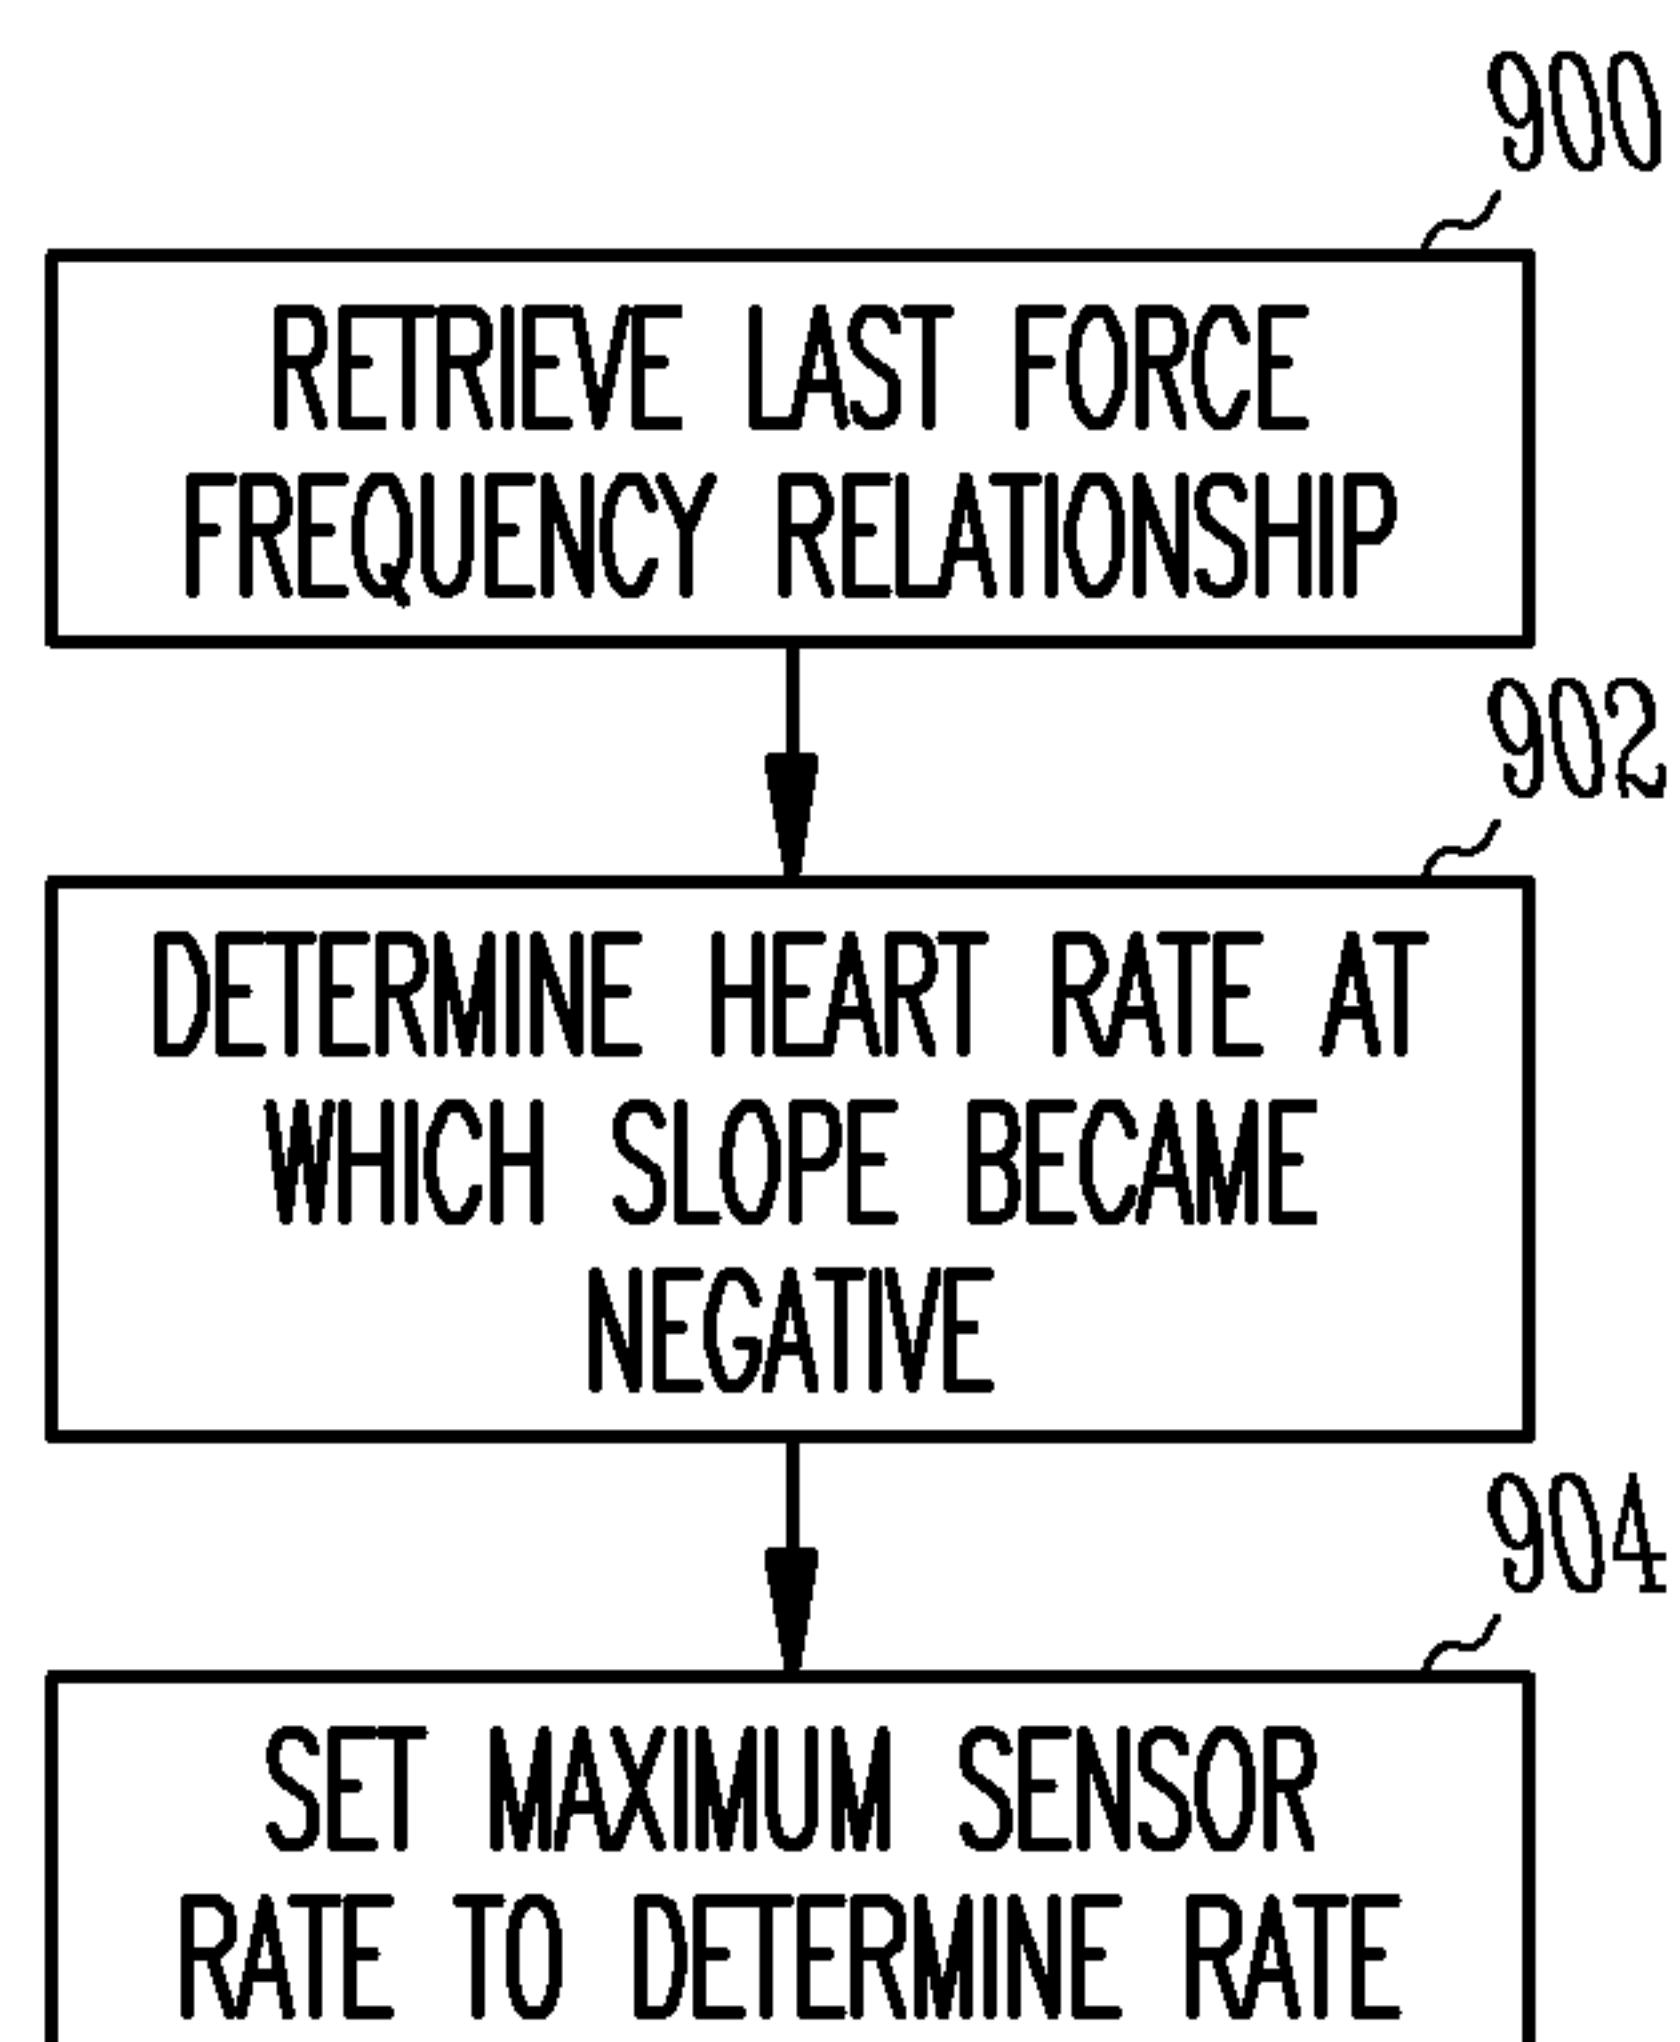 900
RETRIEVE LAST FORCE
FREQUENCY RELATIONSHIP
902
DETERMINE HEART RATE AT
WHICH SLOPE BECAME
NEGATIVE
904
SET MAXIMUM SENSOR
RATE TO DETERMINE RATE